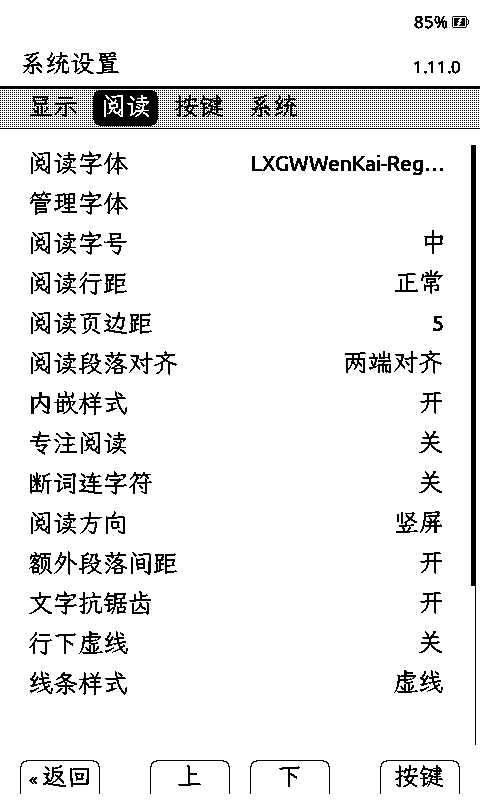 85%
系统设置 1.11.0
显示 阅读 按键 系统
阅读字体 LXGWWenKai-Reg...
管理字体
阅读字号 中
阅读行距 正常
阅读页边距 5
阅读段落对齐 两端对齐
内嵌样式 开
专注阅读 关
断词连字符 关
阅读方向 竖屏
额外段落间距 开
文字抗锯齿 开
行下虚线 关
线条样式 虚线
« 返回 上 下 按键